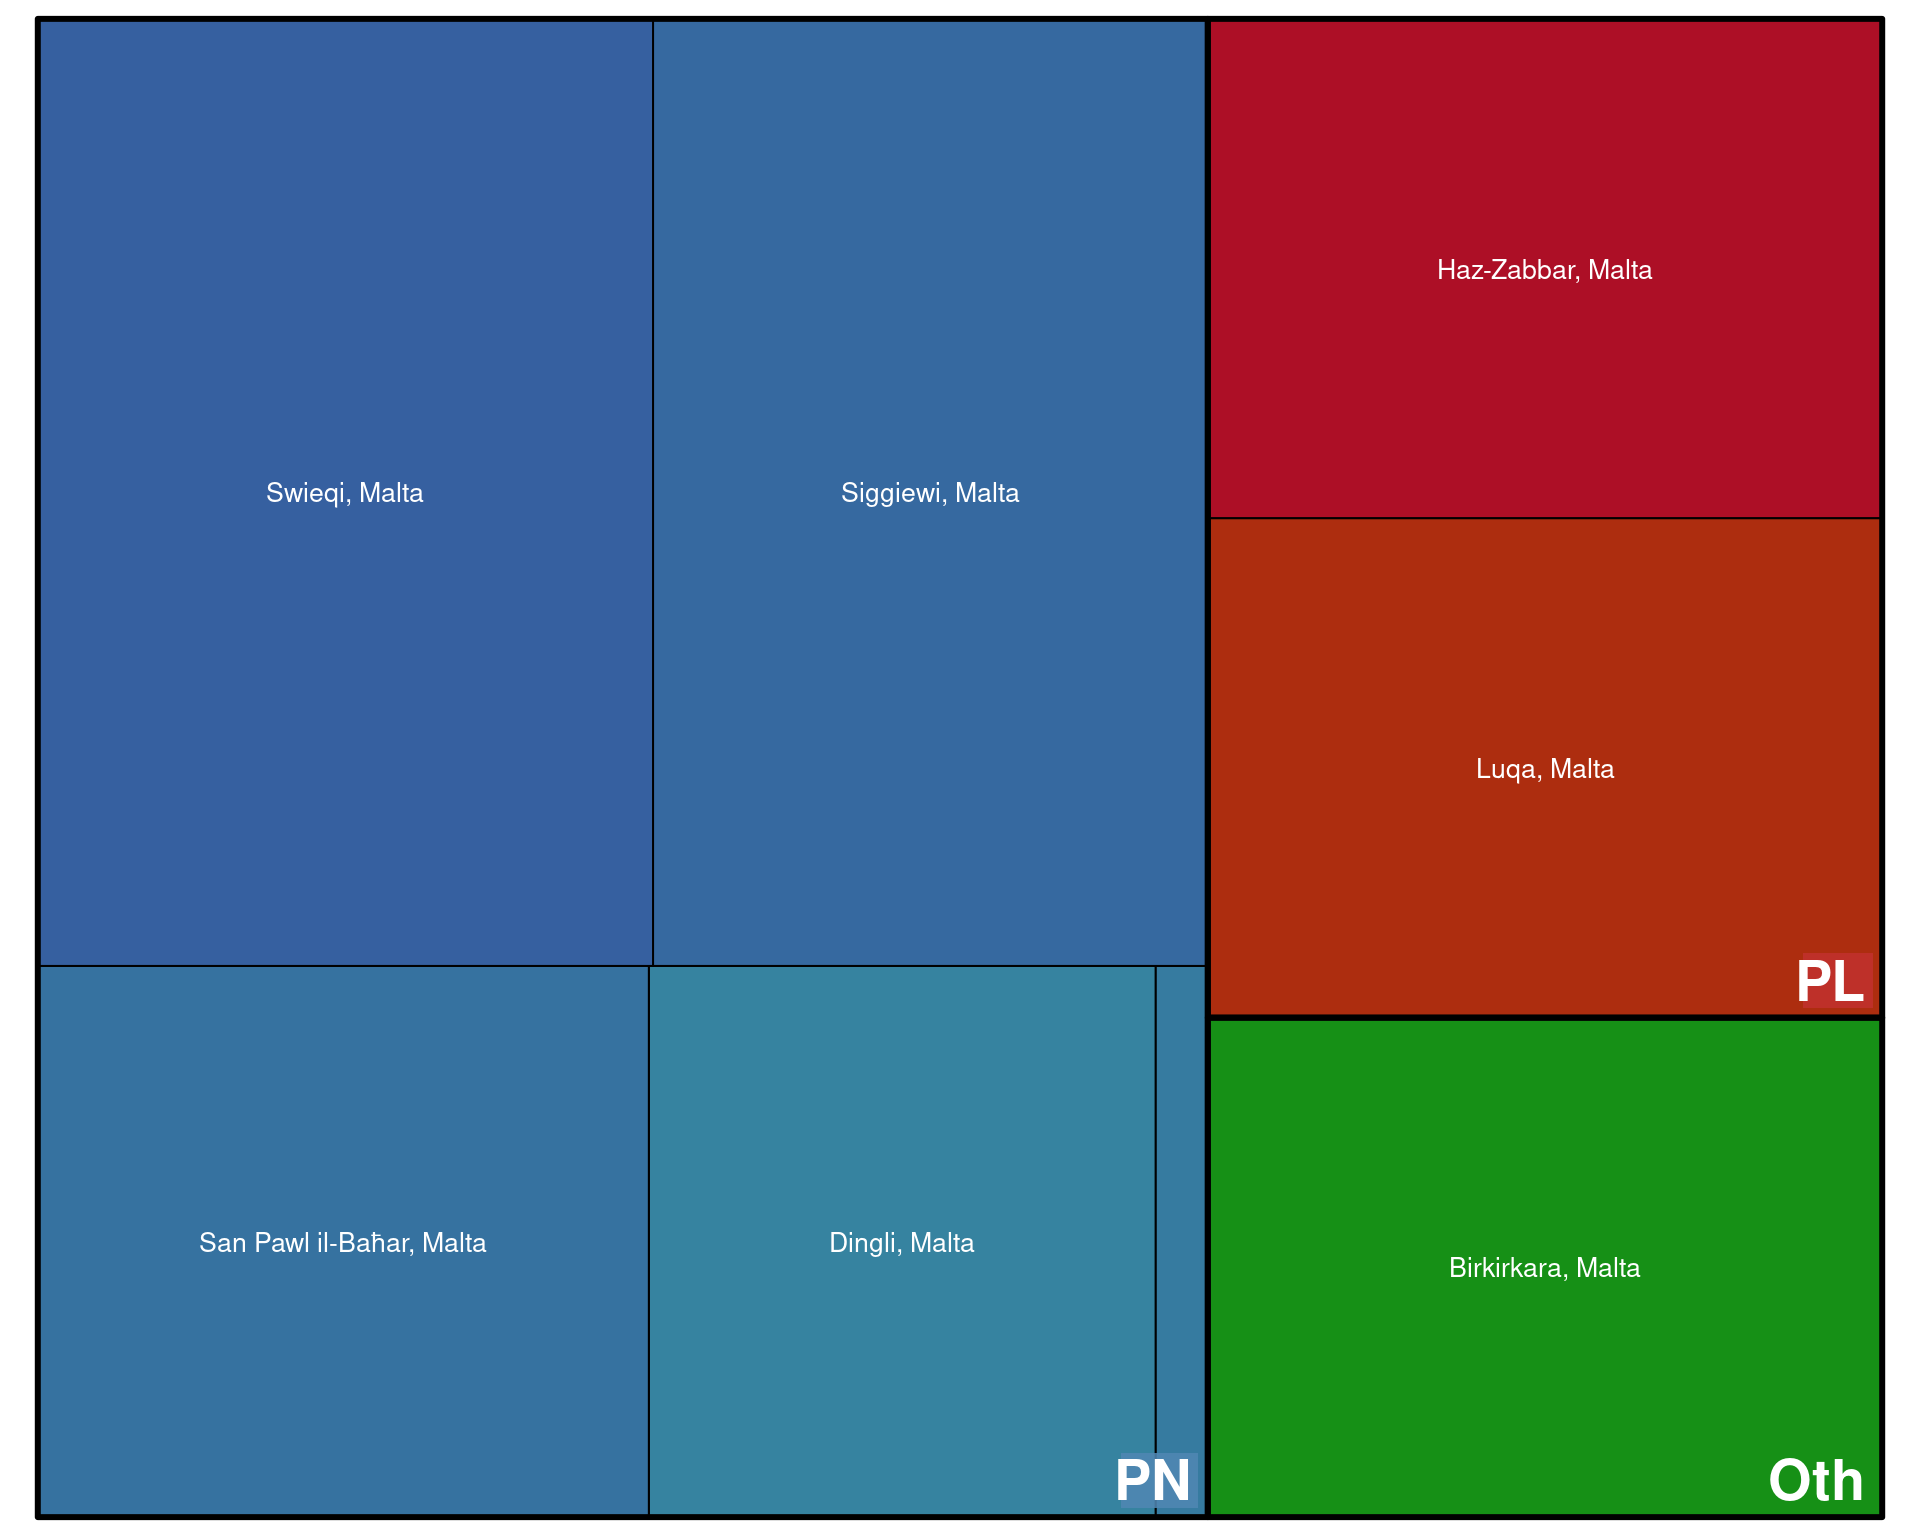 Swieqi, Malta
Siggiewi, Malta
Haz-Zabbar, Malta
Luqa, Malta
PL
San Pawl il-Baħar, Malta
Dingli, Malta
PN
Birkirkara, Malta
Oth